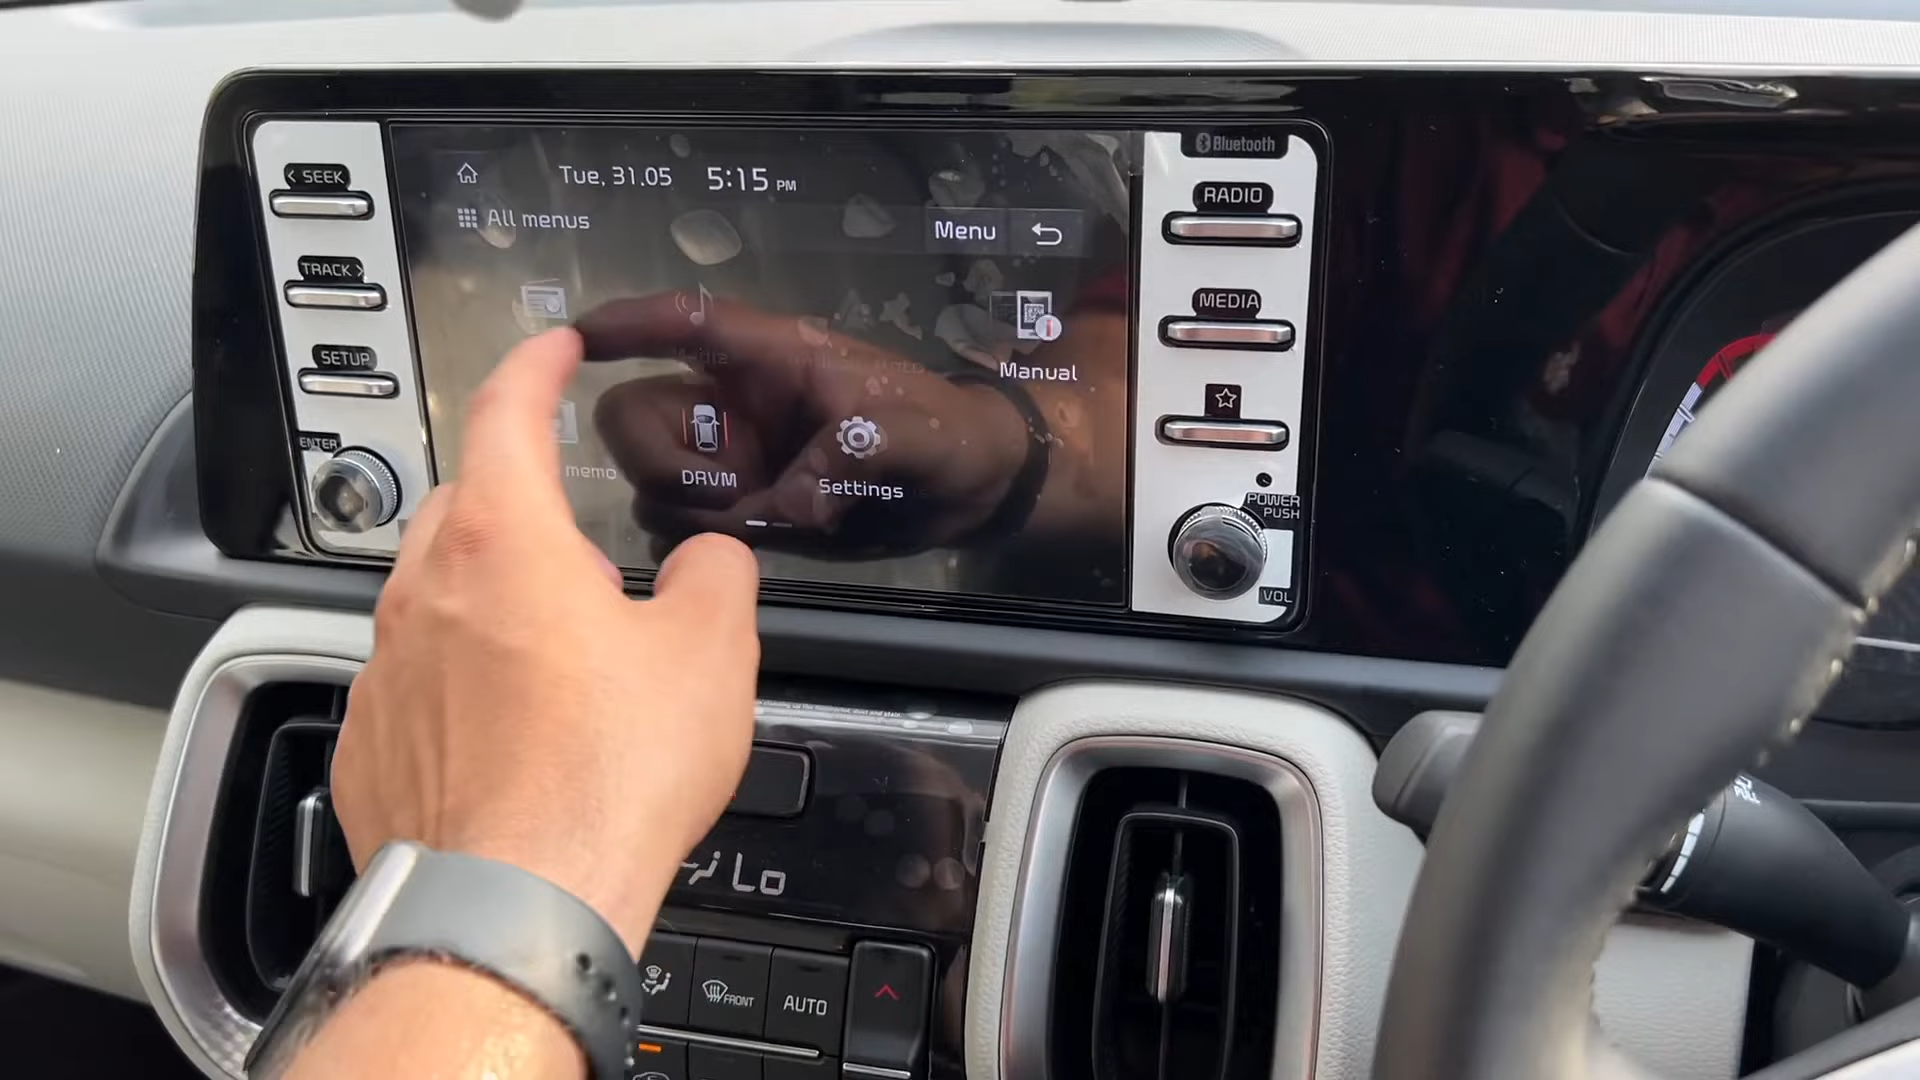 Bluetooth
< SEEK
Tue, 31.05 5:15 PM
RADIO
All menus
Menu
TRACK >
MEDIA
SETUP
Media
Manual
ENTER
memo
DRVM
Settings
POWER
PUSH
VOL
Lo
FRONT
AUTO